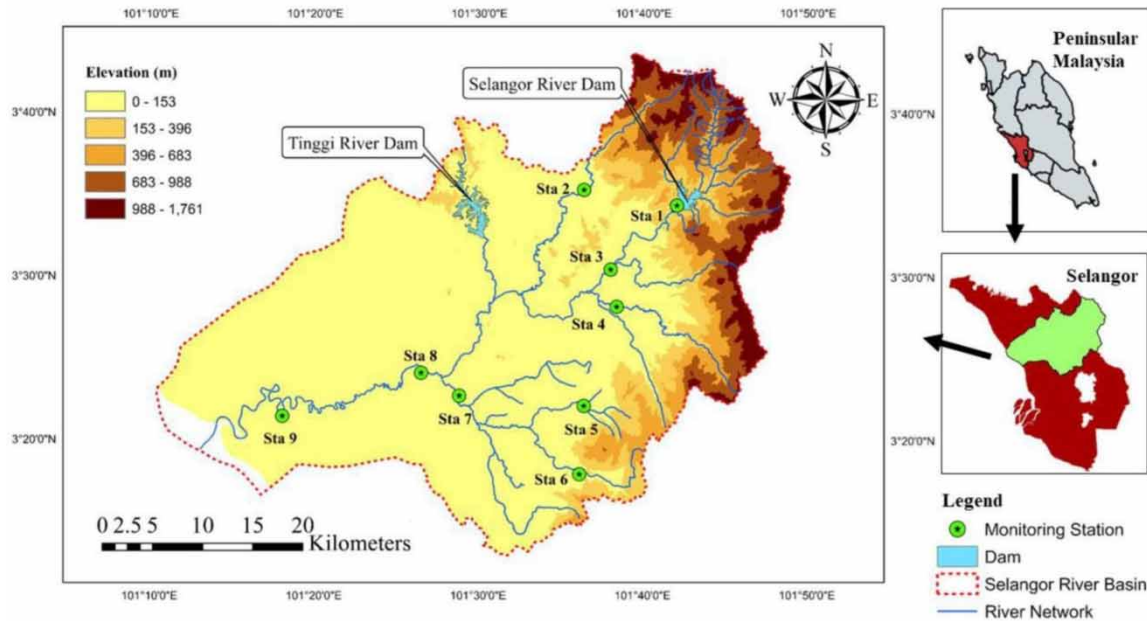 101°10'0"E
101°20'0"E
101°30'0"E
101°40'0"E
101°50'0"E
Elevation (m)
0 - 153
153 - 396
396 - 683
683 - 988
988 - 1,761
Selangor River Dam
Tinggi River Dam
N
W
E
S
3°40'0"N
3°40'0"N
3°30'0"N
3°30'0"N
3°20'0"N
3°20'0"N
Sta 2
Sta 1
Sta 3
Sta 4
Sta 8
Sta 7
Sta 5
Sta 9
Sta 6
0 2.5 5 10 15 20
Kilometers
101°10'0"E
101°20'0"E
101°30'0"E
101°40'0"E
101°50'0"E
Peninsular
Malaysia
Selangor
Legend
Monitoring Station
Dam
Selangor River Basin
River Network